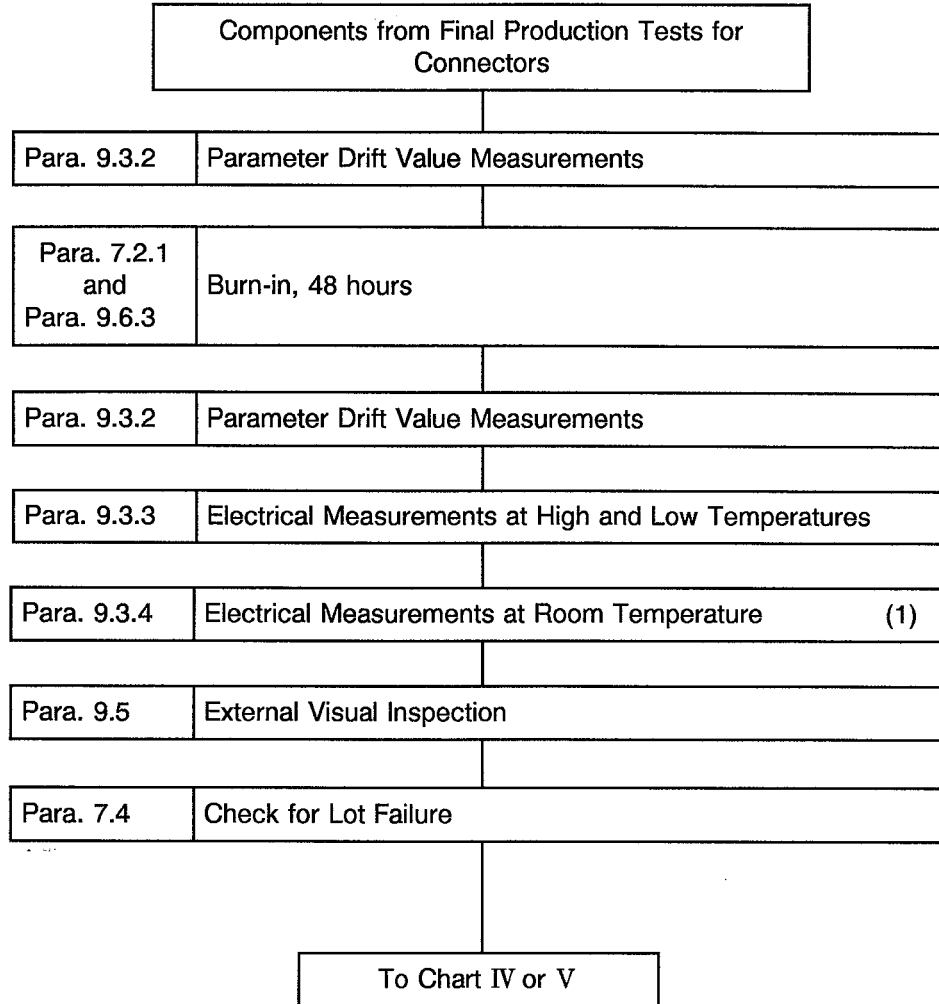 Components from Final Production Tests for
Connectors
Para. 9.3.2 Parameter Drift Value Measurements
Para. 7.2.1
and
Para. 9.6.3
Burn-in, 48 hours
Para. 9.3.2 Parameter Drift Value Measurements
Para. 9.3.3 Electrical Measurements at High and Low Temperatures
Para. 9.3.4 Electrical Measurements at Room Temperature (1)
Para. 9.5 External Visual Inspection
Para. 7.4 Check for Lot Failure
To Chart IV or V